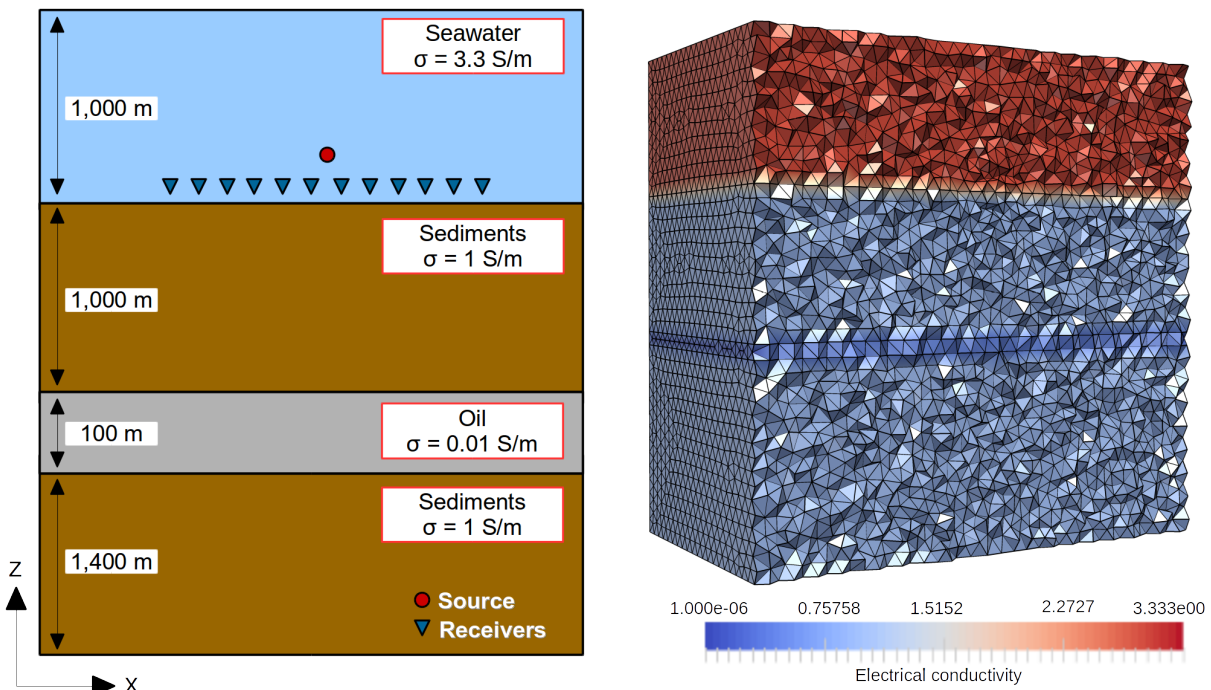 Seawater
σ = 3.3 S/m
1,000 m
Sediments
σ = 1 S/m
1,000 m
Oil
σ = 0.01 S/m
100 m
Sediments
σ = 1 S/m
1,400 m
Source
Receivers
Z
X
1.000e-06 0.75758 1.5152 2.2727 3.333e00
Electrical conductivity